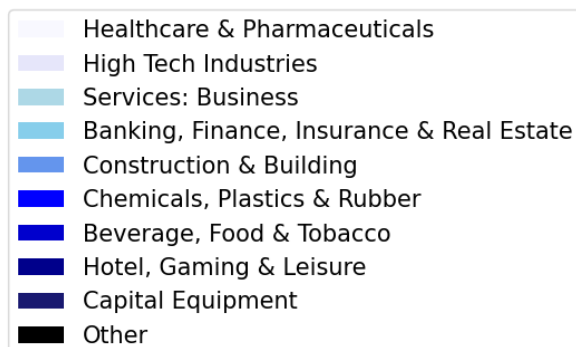 Healthcare & Pharmaceuticals
High Tech Industries
Services: Business
Banking, Finance, Insurance & Real Estate
Construction & Building
Chemicals, Plastics & Rubber
Beverage, Food & Tobacco
Hotel, Gaming & Leisure
Capital Equipment
Other